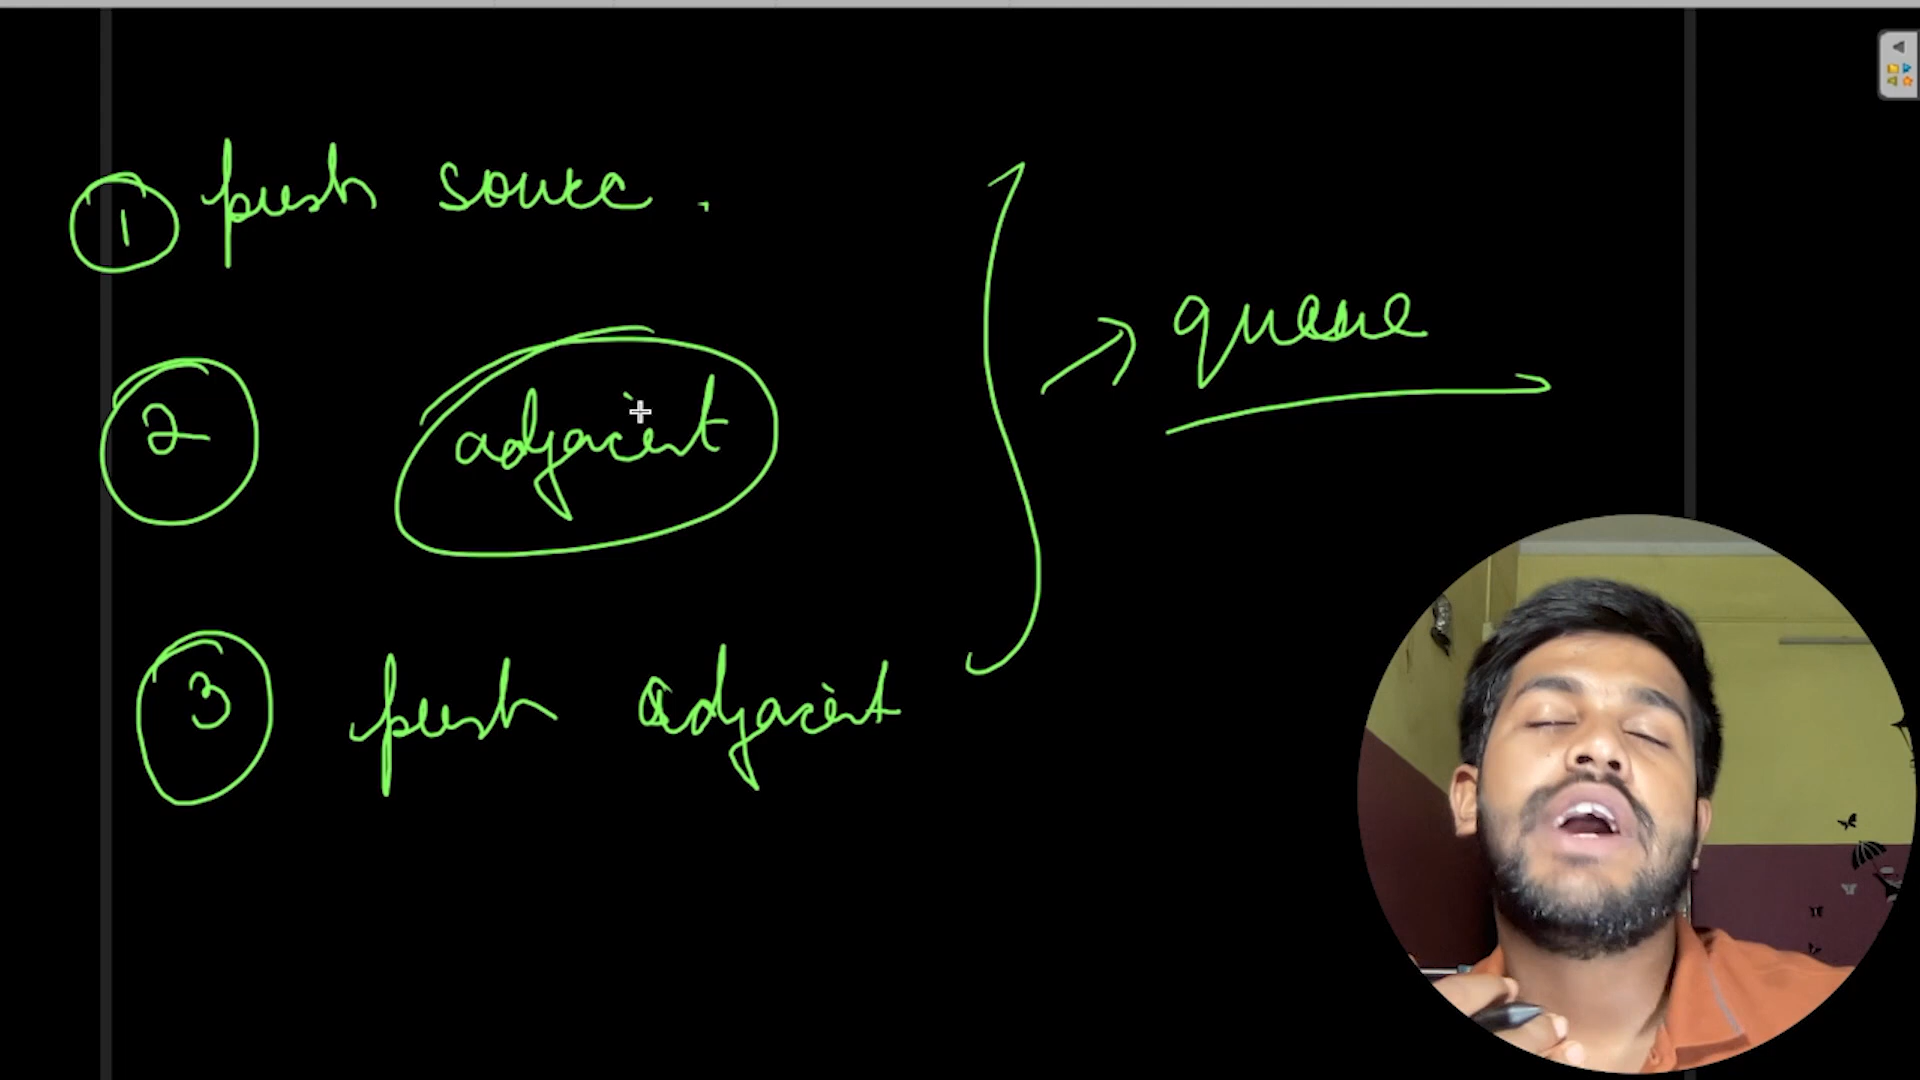 1 push source .
2 adjacent
3 push adjacent
→ queue